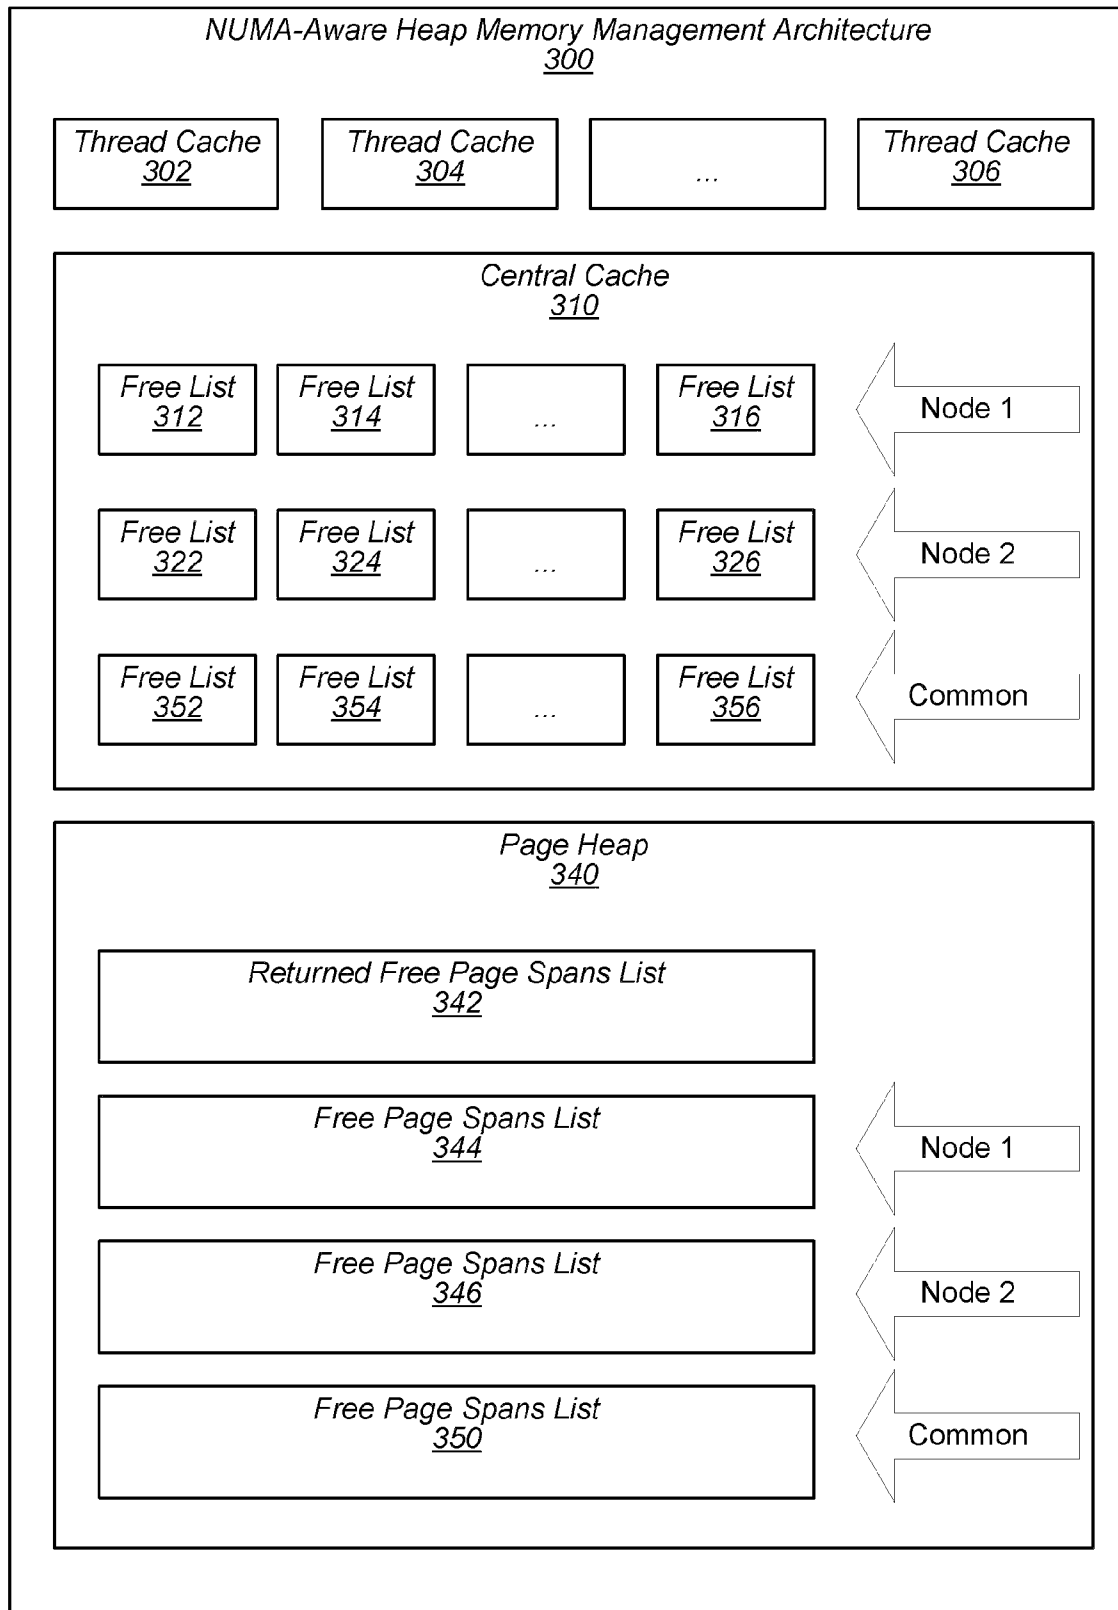 NUMA-Aware Heap Memory Management Architecture
300
Thread Cache
302
Thread Cache
304
...
Thread Cache
306
Central Cache
310
Free List
312
Free List
314
...
Free List
316
Node 1
Free List
322
Free List
324
...
Free List
326
Node 2
Free List
352
Free List
354
...
Free List
356
Common
Page Heap
340
Returned Free Page Spans List
342
Free Page Spans List
344
Node 1
Free Page Spans List
346
Node 2
Free Page Spans List
350
Common